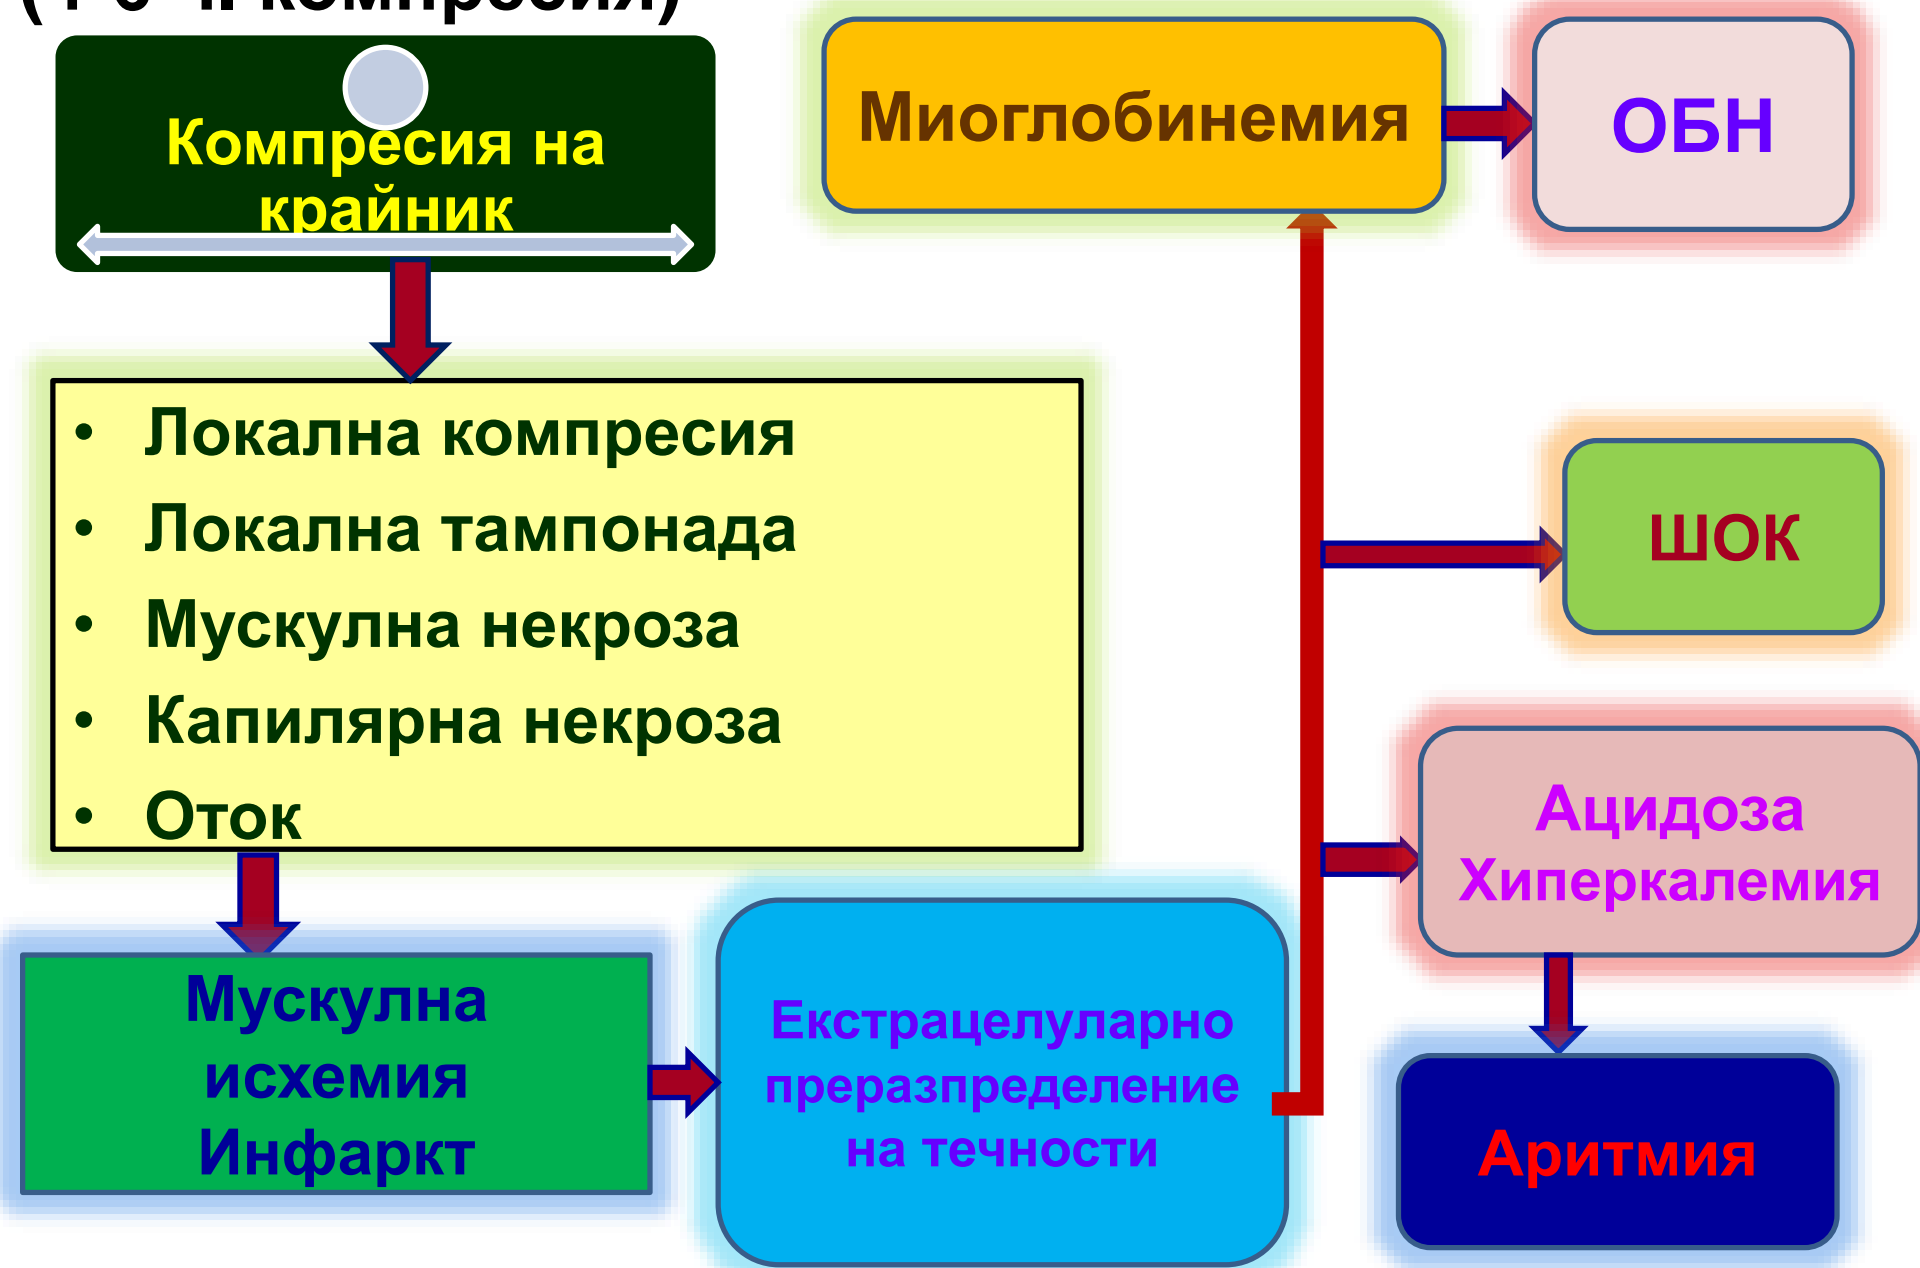 компресия)
Компресия на
крайник
• Локална компресия
• Локална тампонада
• Мускулна некроза
• Капилярна некроза
• Оток
Мускулна
исхемия
Инфаркт
Екстрацелуларно
преразпределение
на течности
Миоглобинемия
ОБН
ШОК
Ацидоза
Хиперкалемия
Аритмия